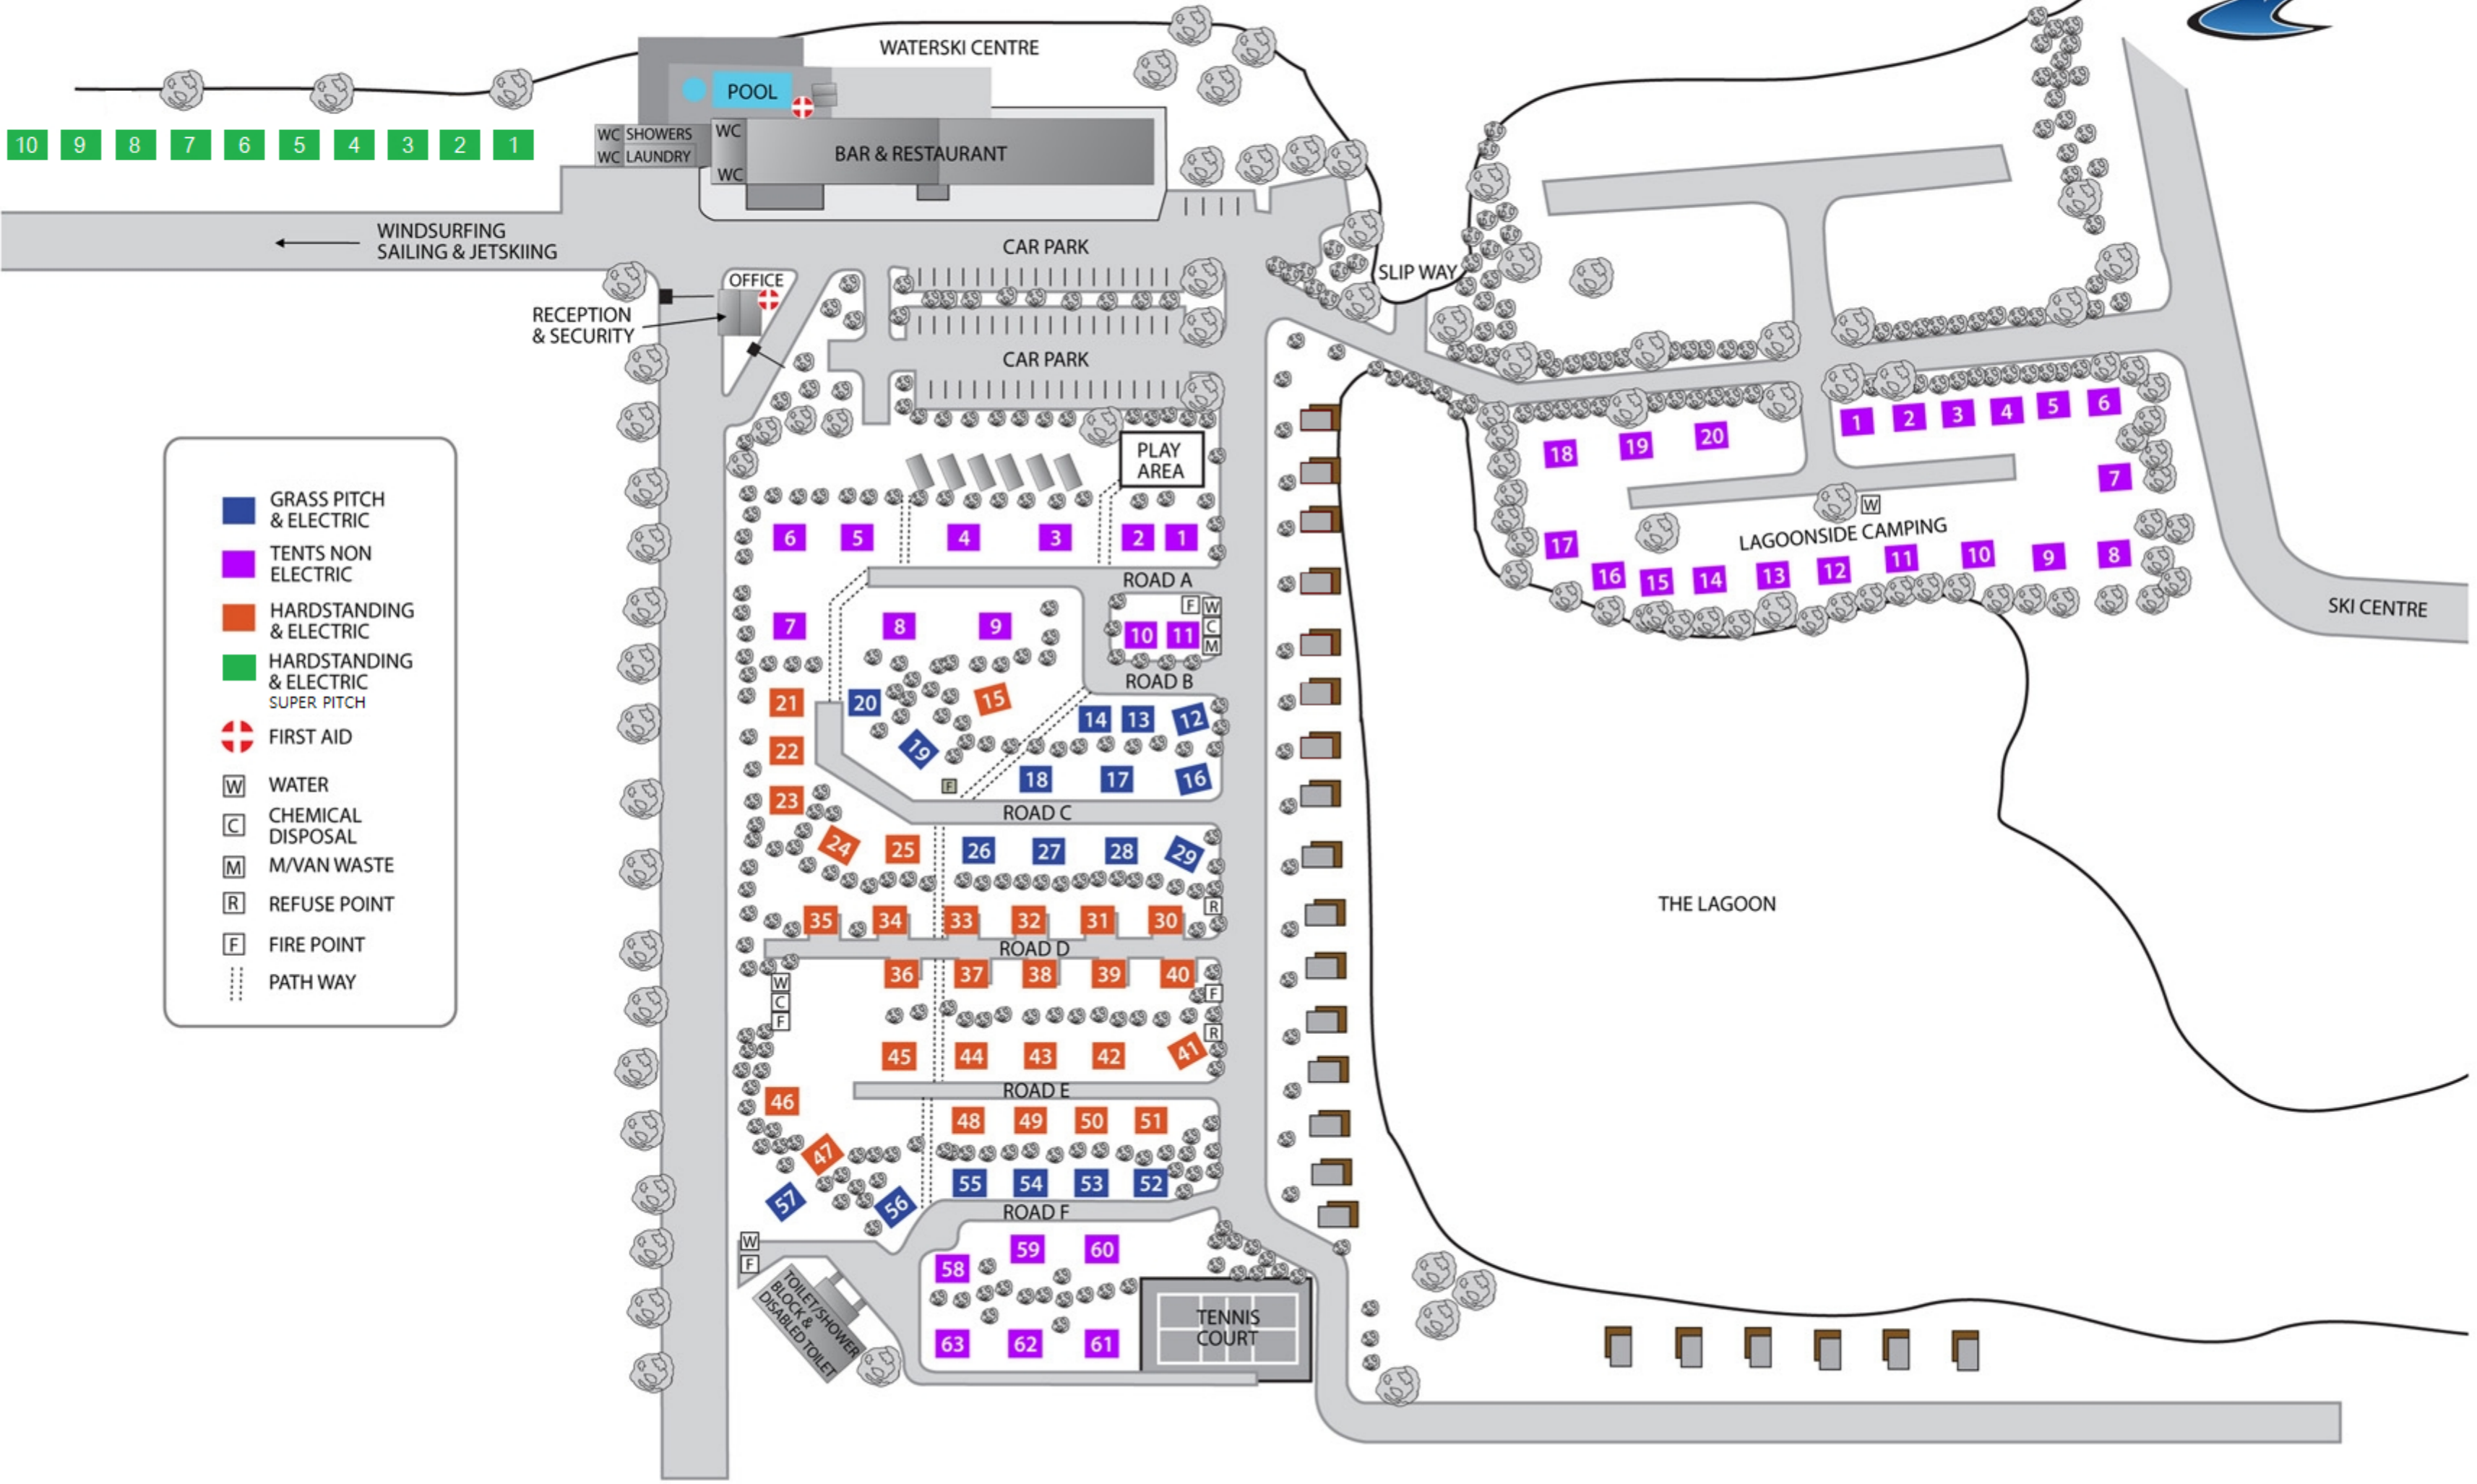 WATERSKI CENTRE
POOL
10 9 8 7 6 5 4 3 2 1
WC SHOWERS
WC LAUNDRY
WC
WC
BAR & RESTAURANT
WINDSURFING
SAILING & JETSKIING
CAR PARK
SLIP WAY
OFFICE
RECEPTION
& SECURITY
CAR PARK
PLAY
AREA
1 2 3 4 5 6
18 19 20
7
W
LAGOONSIDE CAMPING
17 16 15 14 13 12 11 10 9 8
SKI CENTRE
GRASS PITCH
& ELECTRIC
TENTS NON
ELECTRIC
HARDSTANDING
& ELECTRIC
HARDSTANDING
& ELECTRIC
SUPER PITCH
FIRST AID
W WATER
C CHEMICAL
DISPOSAL
M M/VAN WASTE
R REFUSE POINT
F FIRE POINT
PATH WAY
6 5 4 3 2 1
ROAD A
F W
C
M
7 8 9 10 11
ROAD B
21 20 15
14 13 12
22 19
18 17 16
F
23
ROAD C
24 25 26 27 28 29
R
35 34 33 32 31 30
ROAD D
36 37 38 39 40
W
C
F
F
R
45 44 43 42 41
ROAD E
46
48 49 50 51
47
55 54 53 52
57 56
ROAD F
W
F
59 60
58
TOILET/SHOWER
BLOCK &
DISABLED TOILET
63 62 61
TENNIS
COURT
THE LAGOON